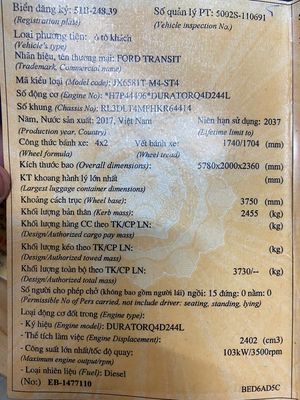 Biển đăng ký: 51B-248.39 Số quản lý PT: 5002S-110691
(Registration plate) (Vehicle inspection No.)
Loại phương tiện: ô tô khách
(Vehicle's type)
Nhãn hiệu, tên thương mại: FORD TRANSIT
(Trademark, Commercial name)
Mã kiểu loại (Model code): JX6581T-M4-ST4
Số động cơ (Engine No): *H7P44496*DURATORQ4D244L
Số khung (Chassis No): RL3DLT4MFHKR64414
Năm, Nước sản xuất: 2017, Việt Nam Niên hạn sử dụng: 2037
(Production year, Country) (Lifetime limit to)
Công thức bánh xe: 4x2 Vết bánh xe: 1740/1704 (mm)
(Wheel formula) (Wheel tread)
Kích thước bao (Overall dimensions): 5780x2000x2360 (mm)
KT khoang hành lý lớn nhất (mm)
(Largest luggage container dimensions)
Khoảng cách trục (Wheel base): 3750 (mm)
Khối lượng bản thân (Kerb mass): 2455 (kg)
Khối lượng hàng CC theo TK/CP LN: (kg)
(Design/Authorized cargo pay mass)
Khối lượng kéo theo TK/CP LN: (kg)
(Design/Authorized towed mass)
Khối lượng toàn bộ theo TK/CP LN: 3730/-- (kg)
(Design/Authorized total mass)
Số người cho phép chở (không bao gồm người lái) ngồi: 15 đứng: 0 nằm: 0
(Permissible No of Pers carried, not include driver: seating, standing, lying)
Loại động cơ đốt trong (Engine type):
- Ký hiệu (Engine model): DURATORQ4D244L
- Thể tích làm việc (Displacement): 2402 (cm3)
- Công suất lớn nhất/tốc độ quay: 103kW/3500rpm
(Maximum engine output/rpm)
- Loại nhiên liệu (Fuel): Diesel
(No:) EB-1477110 BED6AD5C